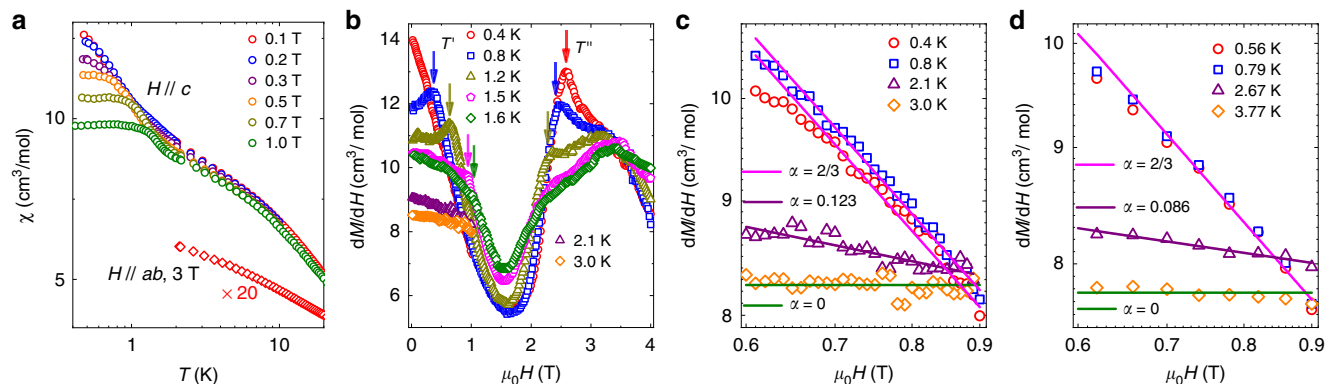 a
χ (cm³/mol)
10
5
1
10
T (K)
H // c
0.1 T
0.2 T
0.3 T
0.5 T
0.7 T
1.0 T
H // ab, 3 T
× 20
b
dM/dH (cm³/ mol)
14
12
10
8
6
0
1
2
3
4
μ₀H (T)
T'
T"
0.4 K
0.8 K
1.2 K
1.5 K
1.6 K
2.1 K
3.0 K
c
dM/dH (cm³/ mol)
10
9
8
0.6
0.7
0.8
0.9
μ₀H (T)
0.4 K
0.8 K
2.1 K
3.0 K
α = 2/3
α = 0.123
α = 0
d
10
9
8
0.6
0.7
0.8
0.9
μ₀H (T)
0.56 K
0.79 K
2.67 K
3.77 K
α = 2/3
α = 0.086
α = 0